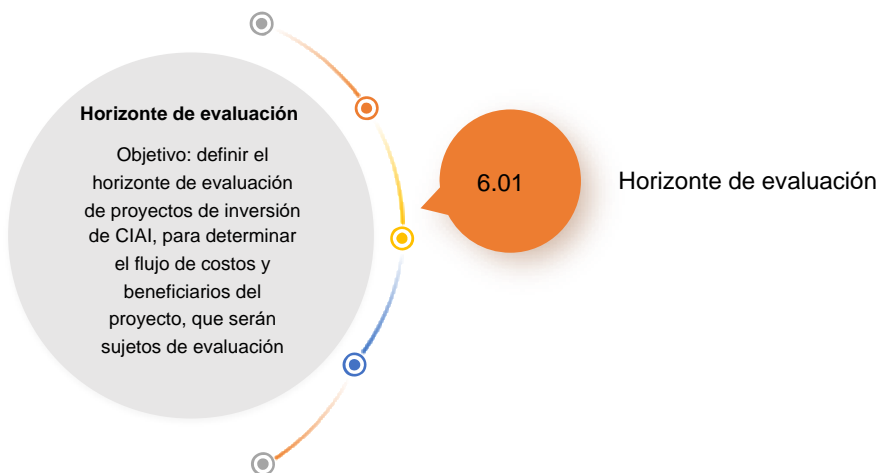 Horizonte de evaluación
Objetivo: definir el
horizonte de evaluación
de proyectos de inversión
de CIAI, para determinar
el flujo de costos y
beneficiarios del
proyecto, que serán
sujetos de evaluación
6.01
Horizonte de evaluación